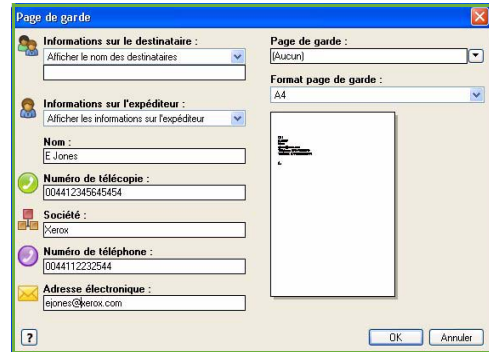 Page de garde
Informations sur le destinataire :
Afficher le nom des destinataires
Informations sur l'expéditeur :
Afficher les informations sur l'expéditeur
Nom :
E Jones
Numéro de télécopie :
004412345645454
Société :
Xerox
Numéro de téléphone :
0044112232544
Adresse électronique :
ejones@xerox.com
Page de garde :
(Aucun)
Format page de garde :
A4
?
OK
Annuler